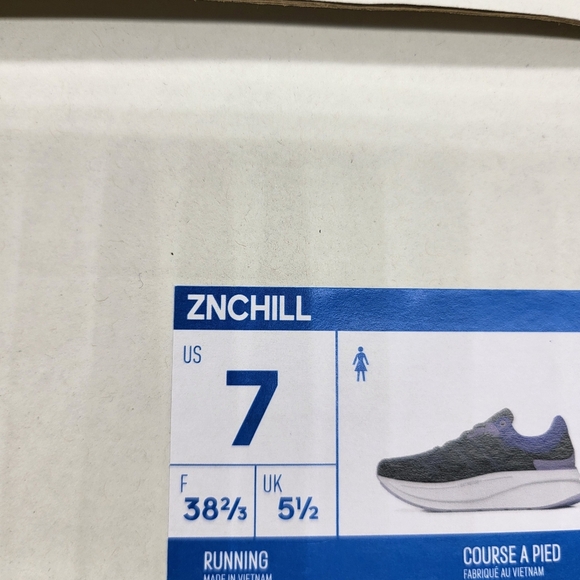 ZNCHILL
US
7
F
38⅔
UK
5½
RUNNING
MADE IN VIETNAM
COURSE A PIED
FABRIQUÉ AU VIETNAM